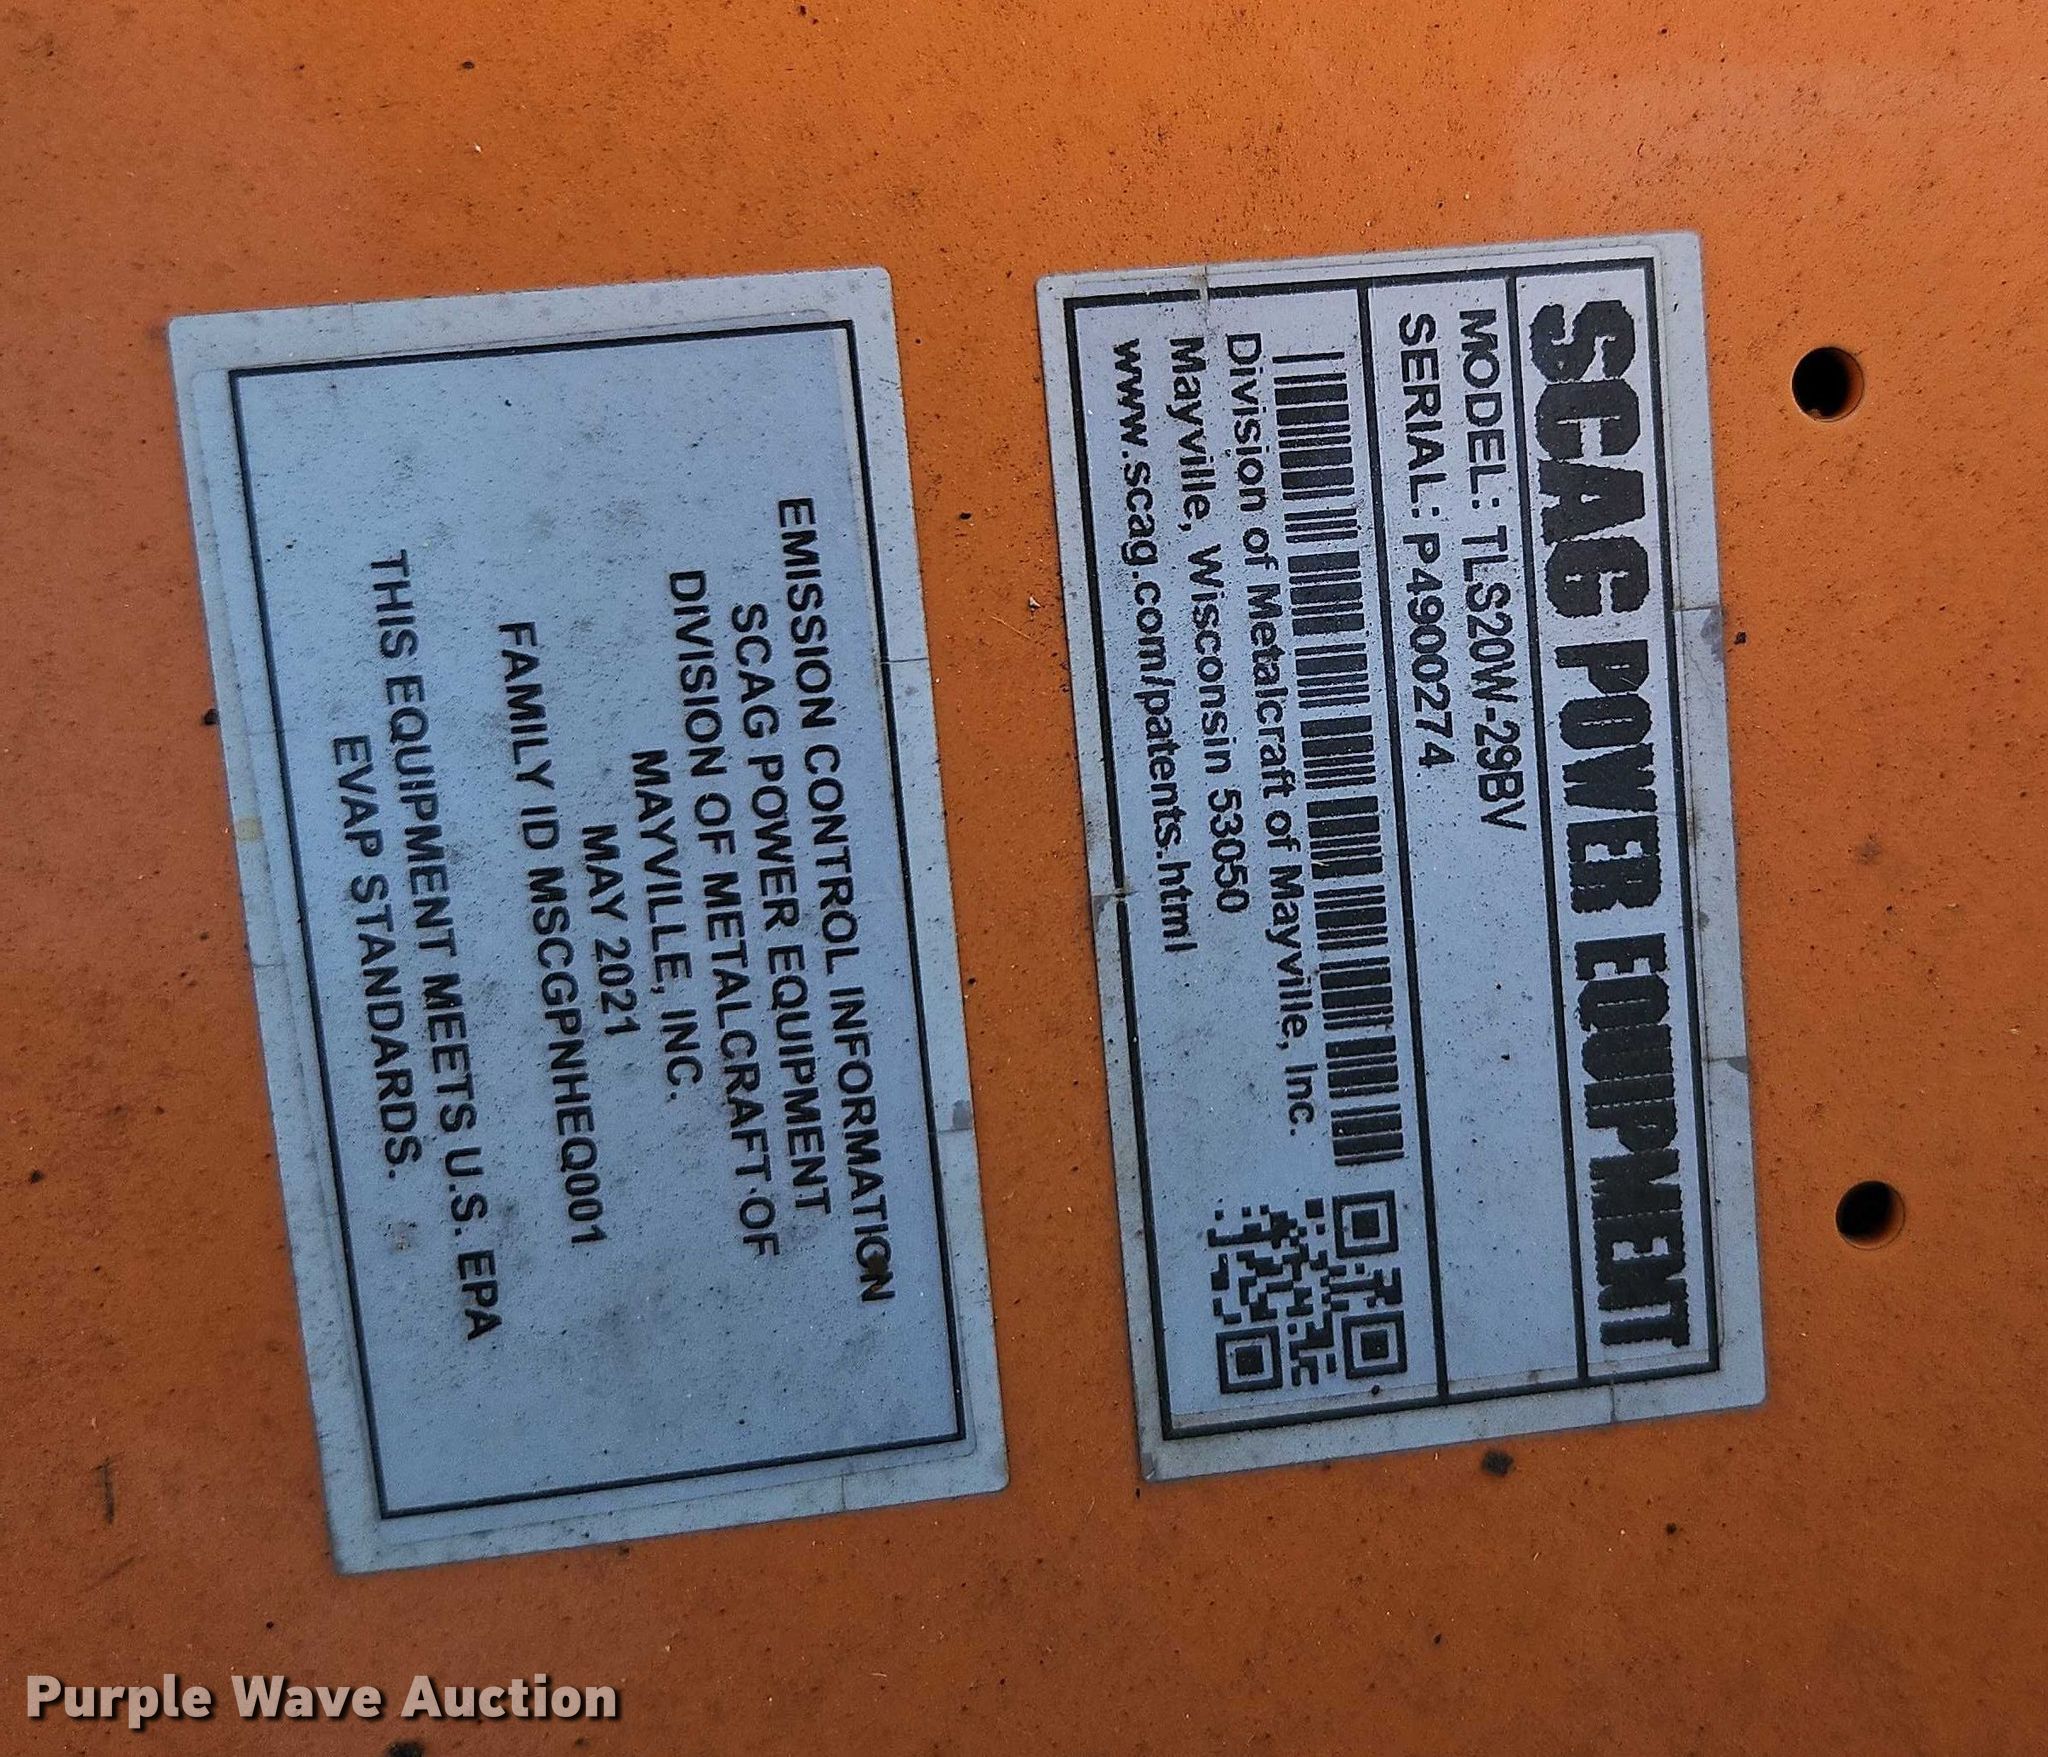 SCAG POWER EQUIPMENT
MODEL: TLS20W-29BV
SERIAL: P4900274
Division of Metalcraft of Mayville, Inc.
Mayville, Wisconsin 53050
www.scag.com/patents.html
EMISSION CONTROL INFORMATION
SCAG POWER EQUIPMENT
DIVISION OF METALCRAFT OF
MAYVILLE, INC.
MAY 2021
FAMILY ID MSCGPNHEQ001
THIS EQUIPMENT MEETS U.S. EPA
EVAP STANDARDS.
Purple Wave Auction